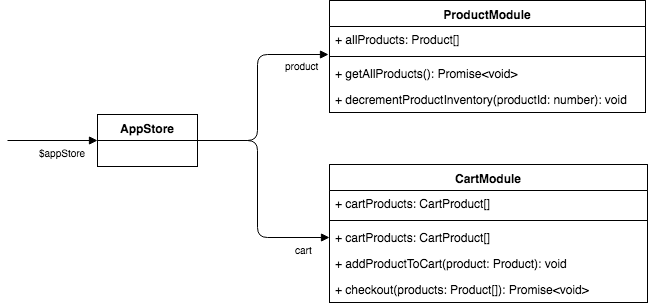 ProductModule
+ allProducts: Product[]
+ getAllProducts(): Promise<void>
+ decrementProductInventory(productId: number): void
product
AppStore
$appStore
CartModule
+ cartProducts: CartProduct[]
+ cartProducts: CartProduct[]
+ addProductToCart(product: Product): void
+ checkout(products: Product[]): Promise<void>
cart